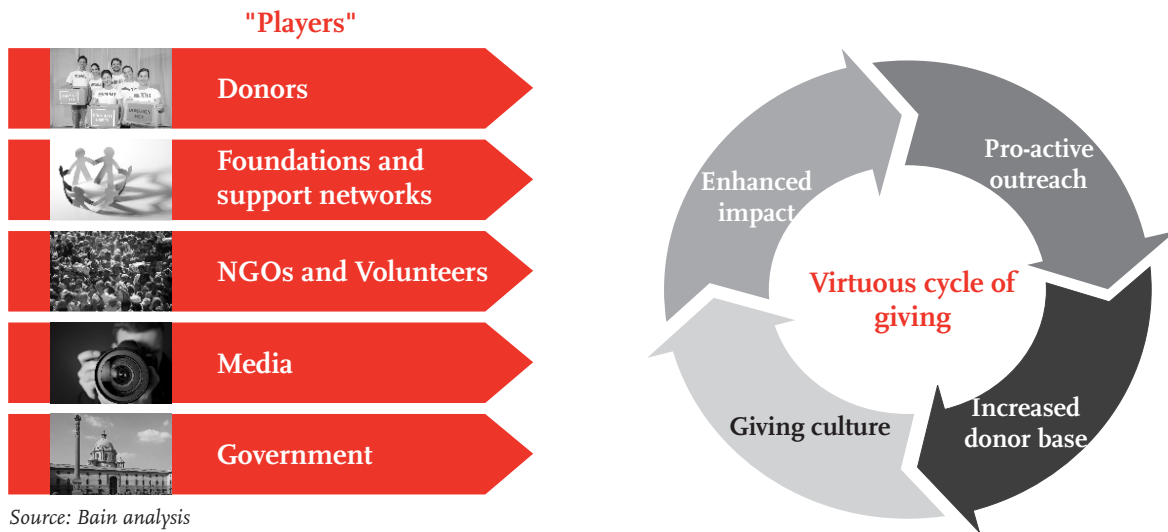 "Players"
Donors
Foundations and
support networks
NGOs and Volunteers
Media
Government
Source: Bain analysis
Enhanced
impact
Pro-active
outreach
Virtuous cycle of
giving
Giving culture
Increased
donor base